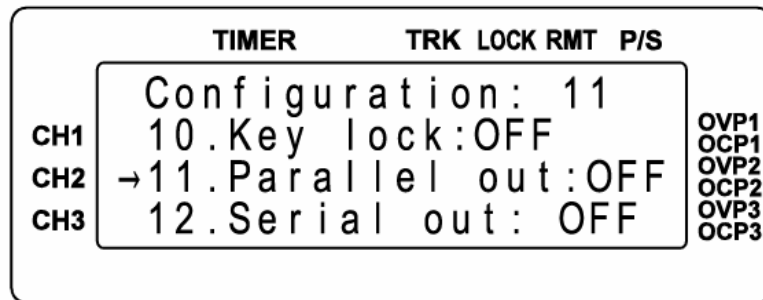 TIMER TRK LOCK RMT P/S
Configuration: 11
CH1 10.Key lock:OFF OVP1
OCP1
CH2 →11.Parallel out:OFF OVP2
OCP2
CH3 12.Serial out: OFF OVP3
OCP3